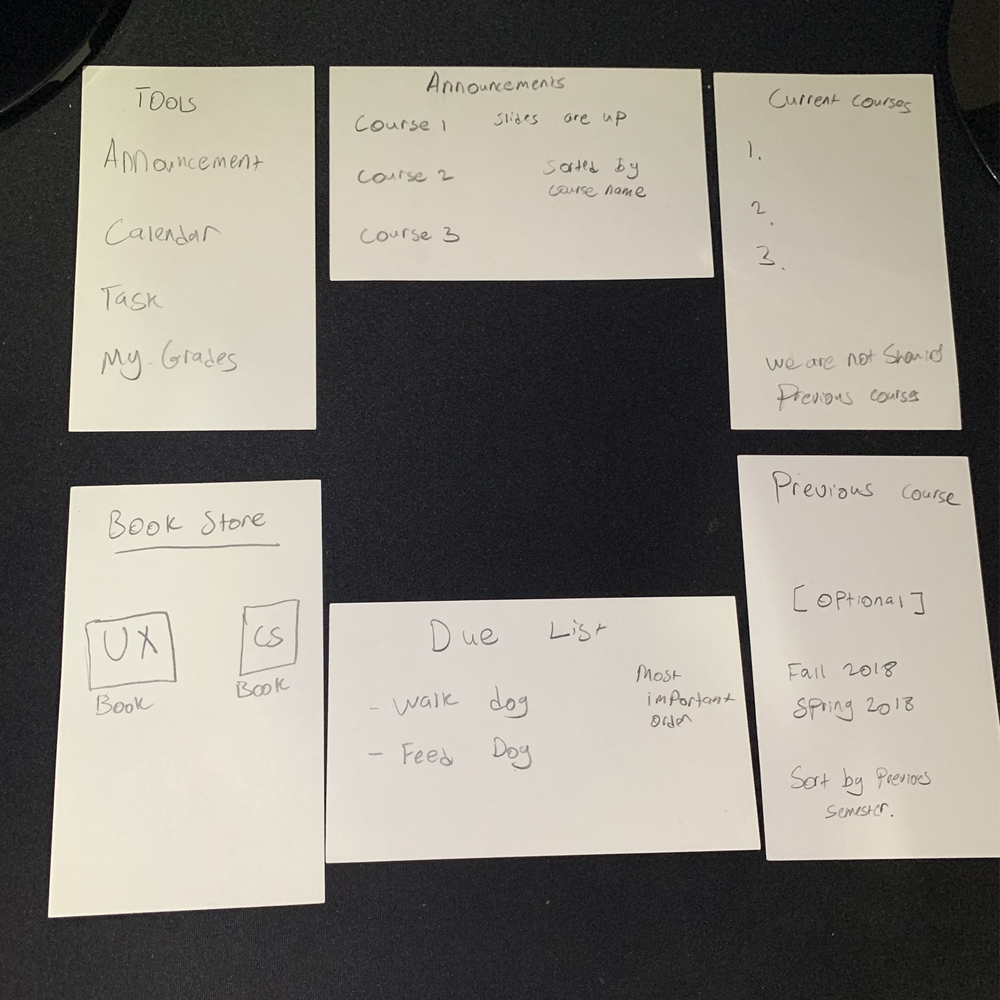 TOOLS
Announcement
Calendar
Task
My Grades
Announcements
Course 1 Slides are up
Course 2
Sorted by
course name
Course 3
Current courses
1.
2.
3.
we are not
Previous courses
Book Store
UX
Book
CS
Book
Due List
- Walk dog
- Feed Dog
Most
important
order
Previous course
[Optional]
Fall 2018
Spring 2018
Sort by Previous
semester.